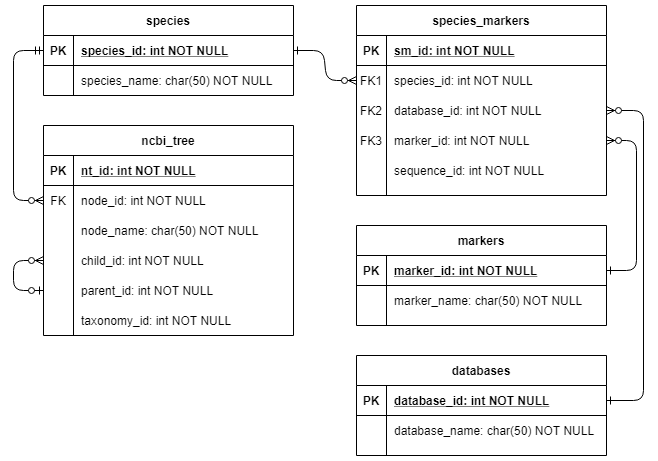 species
PK species_id: int NOT NULL
species_name: char(50) NOT NULL
ncbi_tree
PK nt_id: int NOT NULL
FK node_id: int NOT NULL
node_name: char(50) NOT NULL
child_id: int NOT NULL
parent_id: int NOT NULL
taxonomy_id: int NOT NULL
species_markers
PK sm_id: int NOT NULL
FK1 species_id: int NOT NULL
FK2 database_id: int NOT NULL
FK3 marker_id: int NOT NULL
sequence_id: int NOT NULL
markers
PK marker_id: int NOT NULL
marker_name: char(50) NOT NULL
databases
PK database_id: int NOT NULL
database_name: char(50) NOT NULL